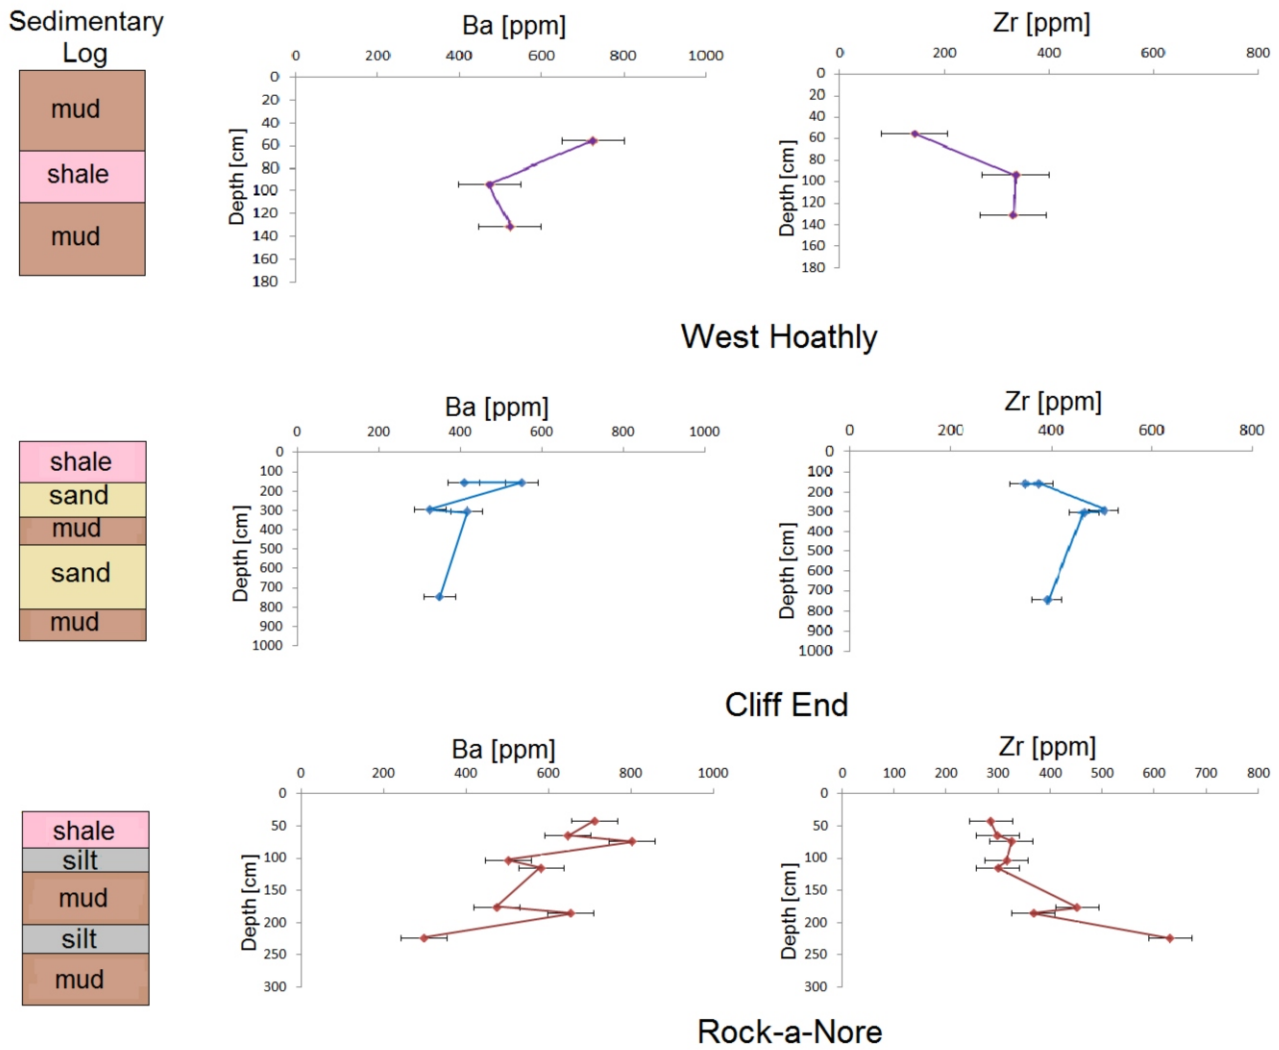 Sedimentary
Log
mud
shale
mud
Ba [ppm]
0 200 400 600 800 1000
Depth [cm]
0
20
40
60
80
100
120
140
160
180
Zr [ppm]
0 200 400 600 800
Depth [cm]
0
20
40
60
80
100
120
140
160
180
West Hoathly
shale
sand
mud
sand
mud
Ba [ppm]
0 200 400 600 800 1000
Depth [cm]
0
100
200
300
400
500
600
700
800
900
1000
Zr [ppm]
0 200 400 600 800
Depth [cm]
0
100
200
300
400
500
600
700
800
900
1000
Cliff End
shale
silt
mud
silt
mud
Ba [ppm]
0 200 400 600 800 1000
Depth [cm]
0
50
100
150
200
250
300
Zr [ppm]
0 100 200 300 400 500 600 700 800
Depth [cm]
0
50
100
150
200
250
300
Rock-a-Nore